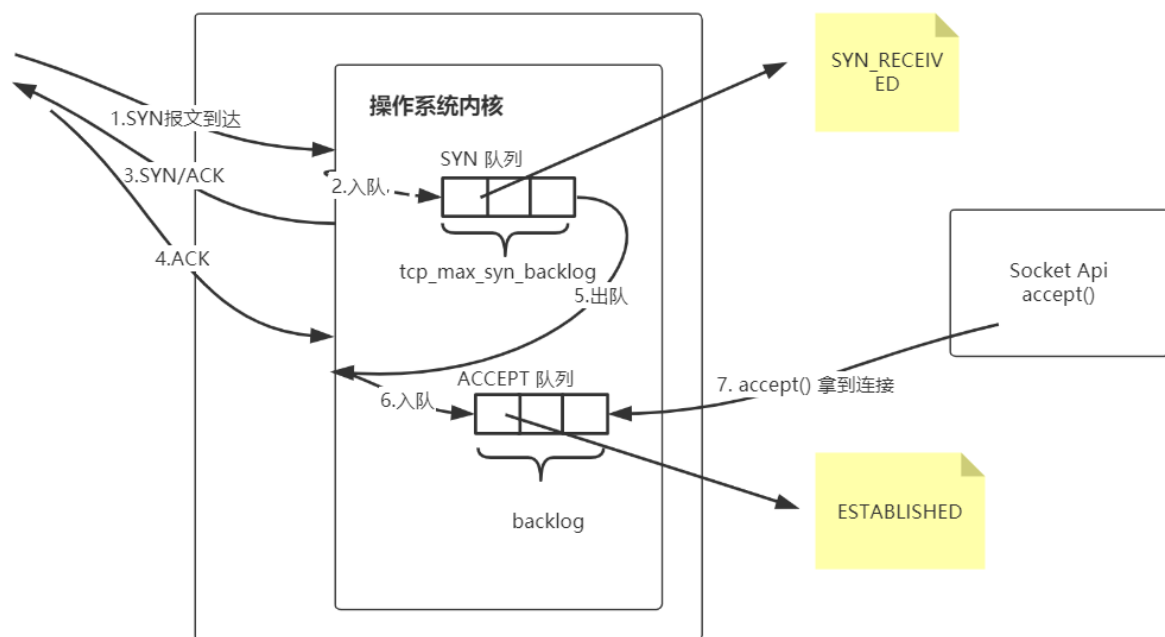 SYN_RECEIV
ED
操作系统内核
1.SYN报文到达
SYN 队列
3.SYN/ACK
2.入队,
4.ACK
tcp_max_syn_backlog
Socket Api
accept()
5.出队
ACCEPT 队列
7. accept() 拿到连接
6.入队
ESTABLISHED
backlog